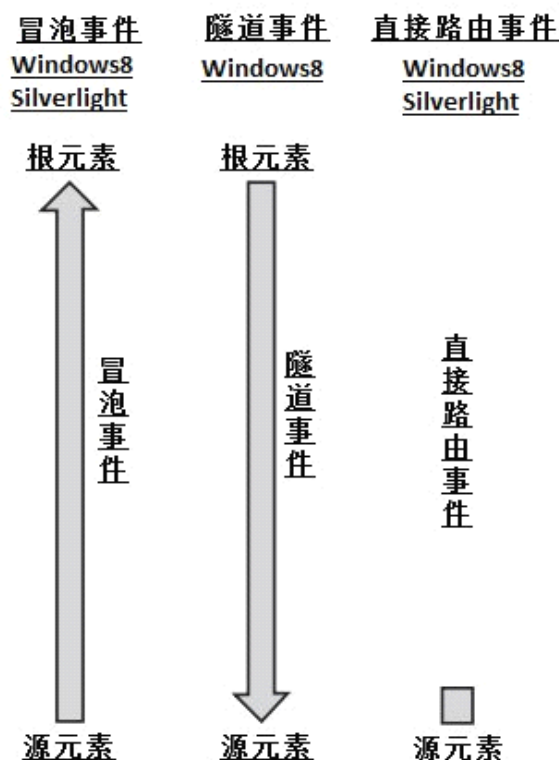 冒泡事件
Windows8
Silverlight
根元素
冒泡事件
源元素
隧道事件
Windows8
根元素
隧道事件
源元素
直接路由事件
Windows8
Silverlight
直接路由事件
源元素